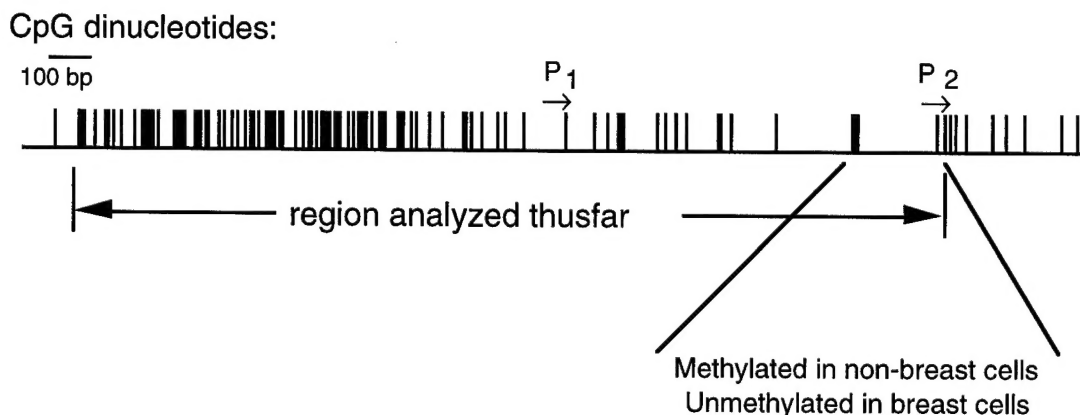 CpG dinucleotides:
100 bp
P1
P2
region analyzed thusfar
Methylated in non-breast cells
Unmethylated in breast cells